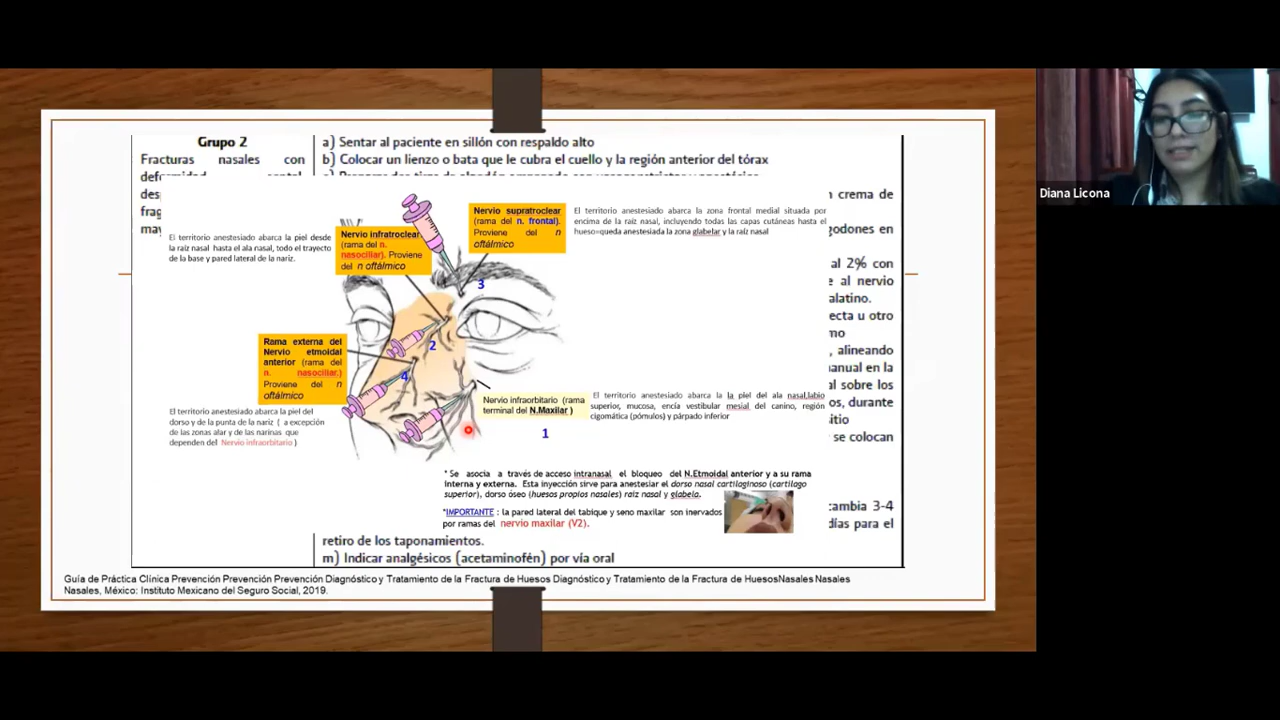 Grupo 2
Fracturas nasales con
a) Sentar al paciente en sillón con respaldo alto
b) Colocar un lienzo o bata que le cubra el cuello y la región anterior del tórax
n crema de
godones en
al 2% con
e al nervio
alatino.
ecta u otro
no
, alineando
anual en la
al sobre los
os, durante
sitio
y se colocan
cambia 3-4
días para el
retiro de los taponamientos.
m) Indicar analgésicos (acetaminofén) por vía oral
El territorio anestesiado abarca la piel desde
la raíz nasal hasta el ala nasal, todo el trayecto
de la base y pared lateral de la nariz.
Nervio infratroclear
(rama del n.
nasociliar). Proviene
del n oftálmico
Nervio supratroclear
(rama del n. frontal).
Proviene del n
oftálmico
El territorio anestesiado abarca la zona frontal medial situada por
encima de la raíz nasal, incluyendo todas las capas cutáneas hasta el
hueso=queda anestesiada la zona glabelar y la raíz nasal
3
2
4
Rama externa del
Nervio etmoidal
anterior (rama del
n. nasociliar.)
Proviene del n
oftálmico
El territorio anestesiado abarca la piel del
dorso y de la punta de la nariz ( a excepción
de las zonas alar y de las narinas que
dependen del Nervio infraorbitario )
Nervio infraorbitario (rama
terminal del N.Maxilar )
1
El territorio anestesiado abarca la la piel del ala nasal,labio
superior, mucosa, encía vestibular mesial del canino, región
cigomática (pómulos) y párpado inferior
* Se asocia a través de acceso intranasal el bloqueo del N.Etmoidal anterior y a su rama
interna y externa. Esta inyección sirve para anestesiar el dorso nasal cartilaginoso (cartilago
superior), dorso óseo (huesos propios nasales) raiz nasal y glabela.
*IMPORTANTE : la pared lateral del tabique y seno maxilar son inervados
por ramas del nervio maxilar (V2).
Guía de Práctica Clínica Prevención Prevención Prevención Diagnóstico y Tratamiento de la Fractura de Huesos Diagnóstico y Tratamiento de la Fractura de HuesosNasales Nasales
Nasales, México: Instituto Mexicano del Seguro Social, 2019.
Diana Licona